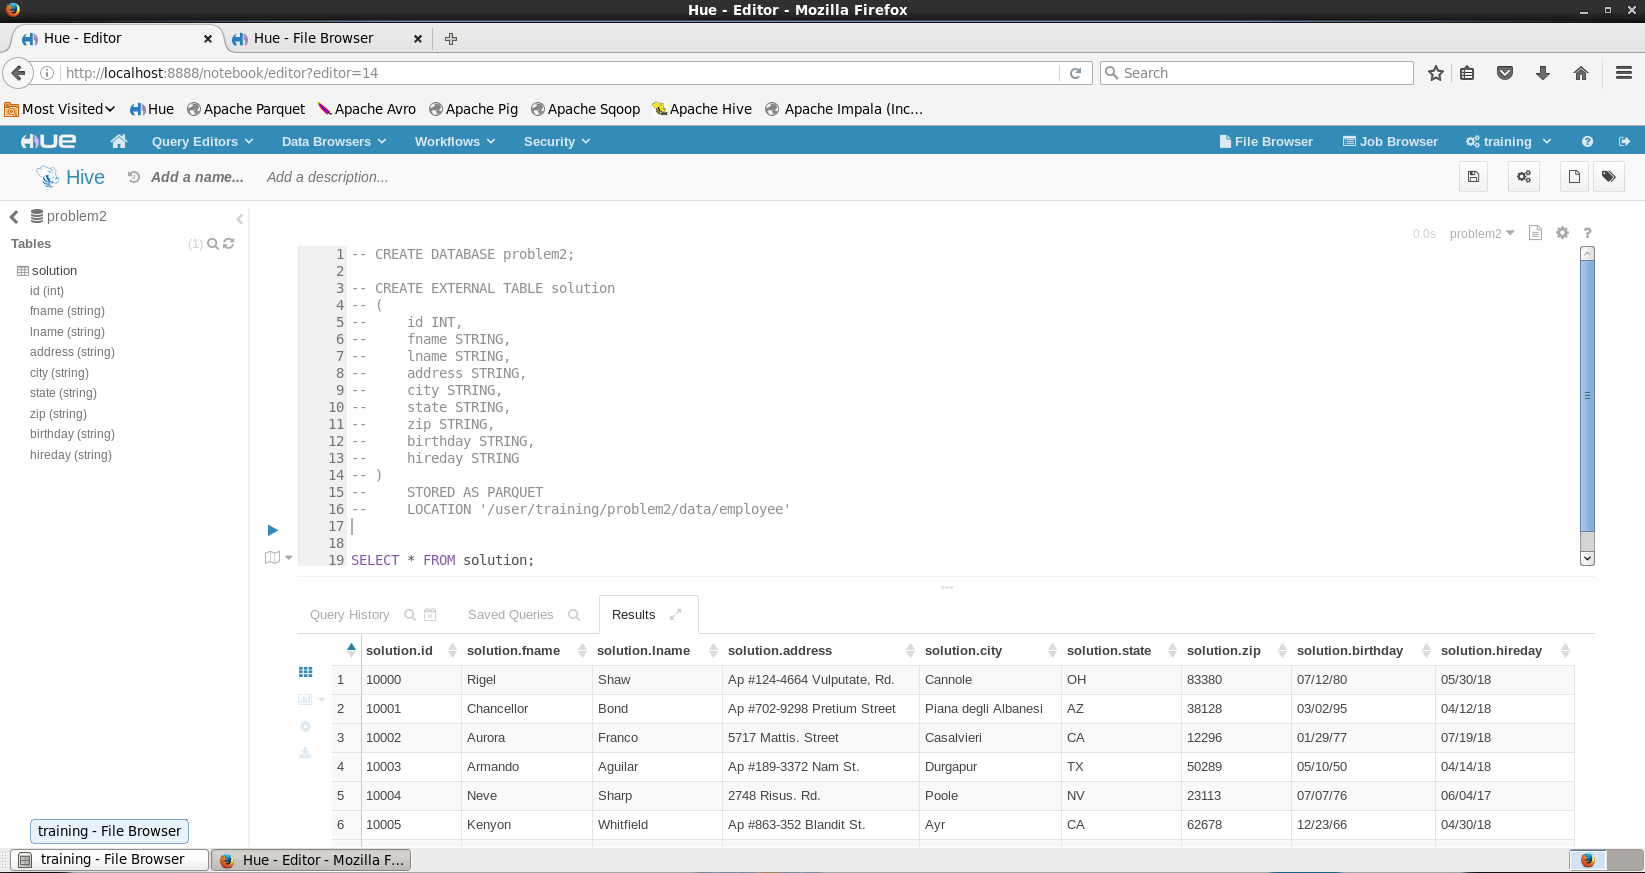 Hue - Editor - Mozilla Firefox
Hue - Editor
Hue - File Browser
http://localhost:8888/notebook/editor?editor=14
Search
Most Visited
Hue
Apache Parquet
Apache Avro
Apache Pig
Apache Sqoop
Apache Hive
Apache Impala (Inc...
HUE
Query Editors
Data Browsers
Workflows
Security
File Browser
Job Browser
training
Hive
Add a name...
Add a description...
problem2
Tables
(1)
solution
id (int)
fname (string)
lname (string)
address (string)
city (string)
state (string)
zip (string)
birthday (string)
hireday (string)
0.0s
problem2
?
1 -- CREATE DATABASE problem2;
2
3 -- CREATE EXTERNAL TABLE solution
4 -- (
5 --     id INT,
6 --     fname STRING,
7 --     lname STRING,
8 --     address STRING,
9 --     city STRING,
10 --     state STRING,
11 --     zip STRING,
12 --     birthday STRING,
13 --     hireday STRING
14 -- )
15 --     STORED AS PARQUET
16 --     LOCATION '/user/training/problem2/data/employee'
17
18
19 SELECT * FROM solution;
Query History
Saved Queries
Results
solution.id solution.fname solution.lname solution.address solution.city solution.state solution.zip solution.birthday solution.hireday
1 10000 Rigel Shaw Ap #124-4664 Vulputate, Rd. Cannole OH 83380 07/12/80 05/30/18
2 10001 Chancellor Bond Ap #702-9298 Pretium Street Piana degli Albanesi AZ 38128 03/02/95 04/12/18
3 10002 Aurora Franco 5717 Mattis. Street Casalvieri CA 12296 01/29/77 07/19/18
4 10003 Armando Aguilar Ap #189-3372 Nam St. Durgapur TX 50289 05/10/50 04/14/18
5 10004 Neve Sharp 2748 Risus. Rd. Poole NV 23113 07/07/76 06/04/17
6 10005 Kenyon Whitfield Ap #863-352 Blandit St. Ayr CA 62678 12/23/66 04/30/18
training - File Browser
training - File Browser
Hue - Editor - Mozilla F...